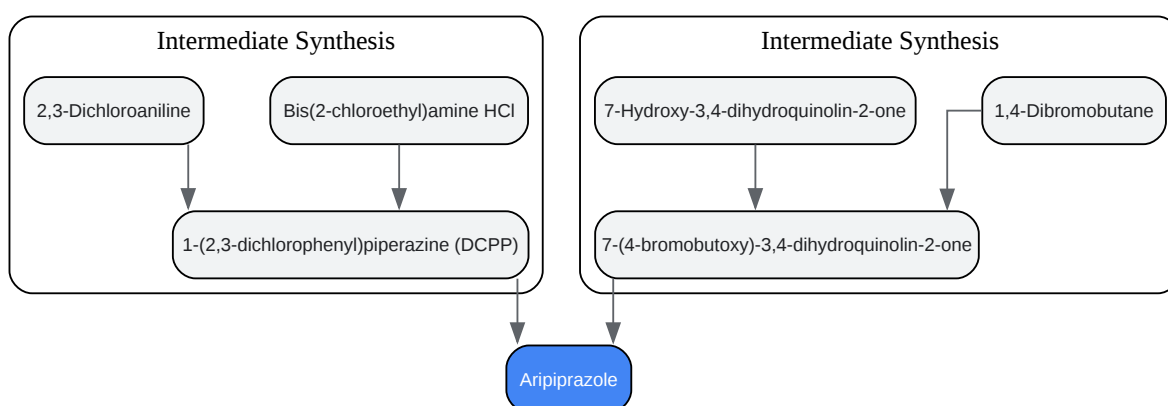 Intermediate Synthesis
2,3-Dichloroaniline
Bis(2-chloroethyl)amine HCl
1-(2,3-dichlorophenyl)piperazine (DCPP)
Intermediate Synthesis
7-Hydroxy-3,4-dihydroquinolin-2-one
1,4-Dibromobutane
7-(4-bromobutoxy)-3,4-dihydroquinolin-2-one
Aripiprazole